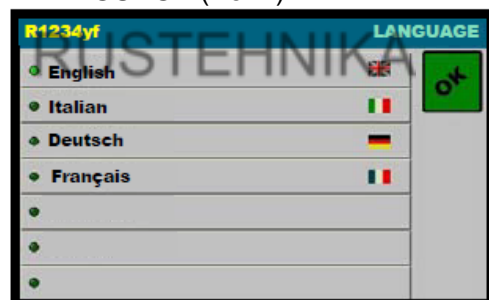 R1234yf LANGUAGE
RUSTEHNIKA
English
OK
Italian
Deutsch
Français